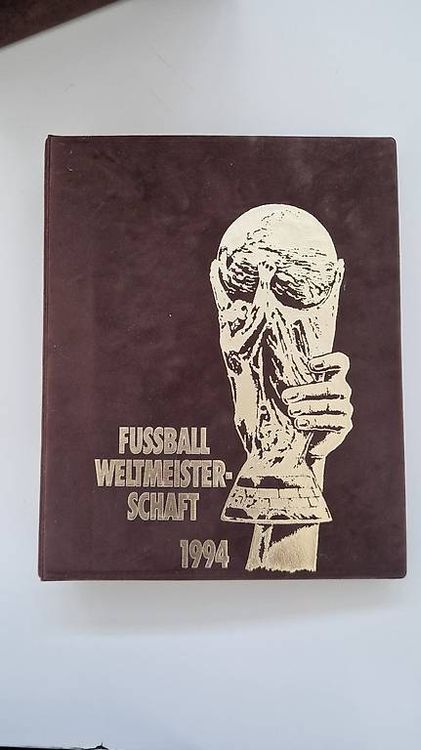 FUSSBALL
WELTMEISTER-
SCHAFT
1994